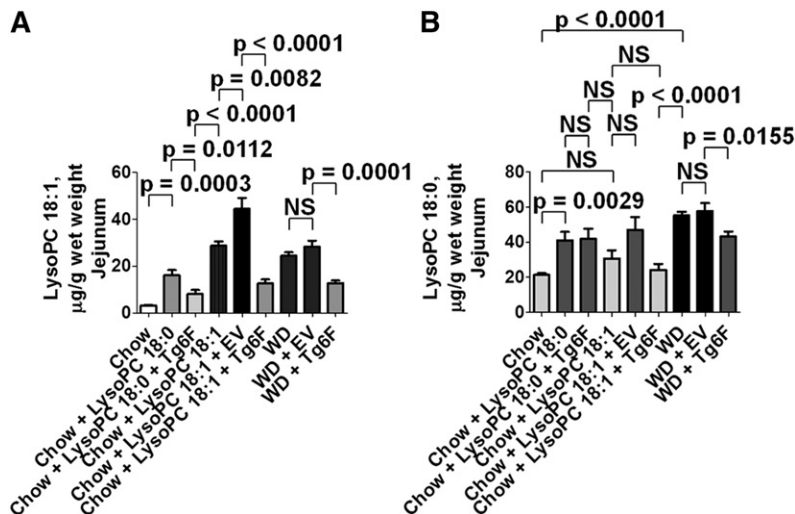 A
p < 0.0001
p = 0.0082
p < 0.0001
p = 0.0112
p = 0.0003
NS
p = 0.0001
LysoPC 18:1,
µg/g wet weight
Jejunum
60
40
20
0
Chow
Chow + LysoPC 18:0
Chow + LysoPC 18:0 + Tg6F
Chow + LysoPC 18:1
Chow + LysoPC 18:1 + EV
Chow + LysoPC 18:1 + Tg6F
WD
WD + EV
WD + Tg6F
B
p < 0.0001
NS
NS
p < 0.0001
NS
NS
p = 0.0155
NS
NS
p = 0.0029
LysoPC 18:0,
µg/g wet weight
Jejunum
80
60
40
20
0
Chow
Chow + LysoPC 18:0
Chow + LysoPC 18:0 + Tg6F
Chow + LysoPC 18:1
Chow + LysoPC 18:1 + EV
Chow + LysoPC 18:1 + Tg6F
WD
WD + EV
WD + Tg6F